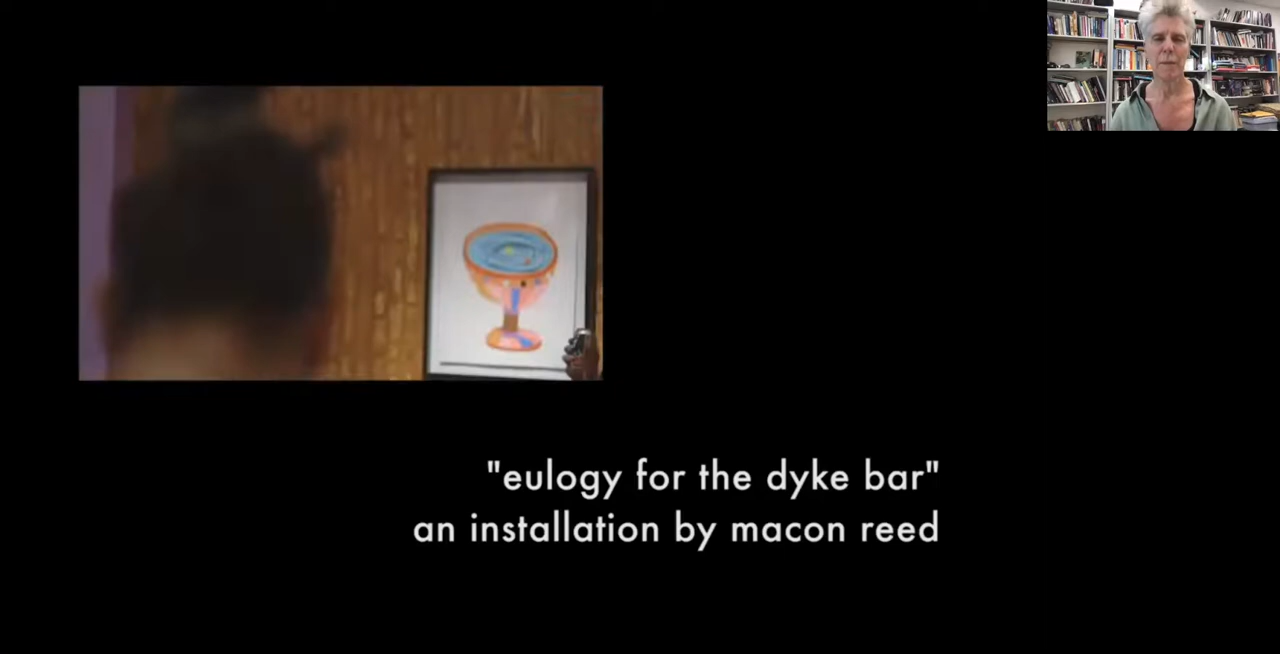 "eulogy for the dyke bar"
an installation by macon reed